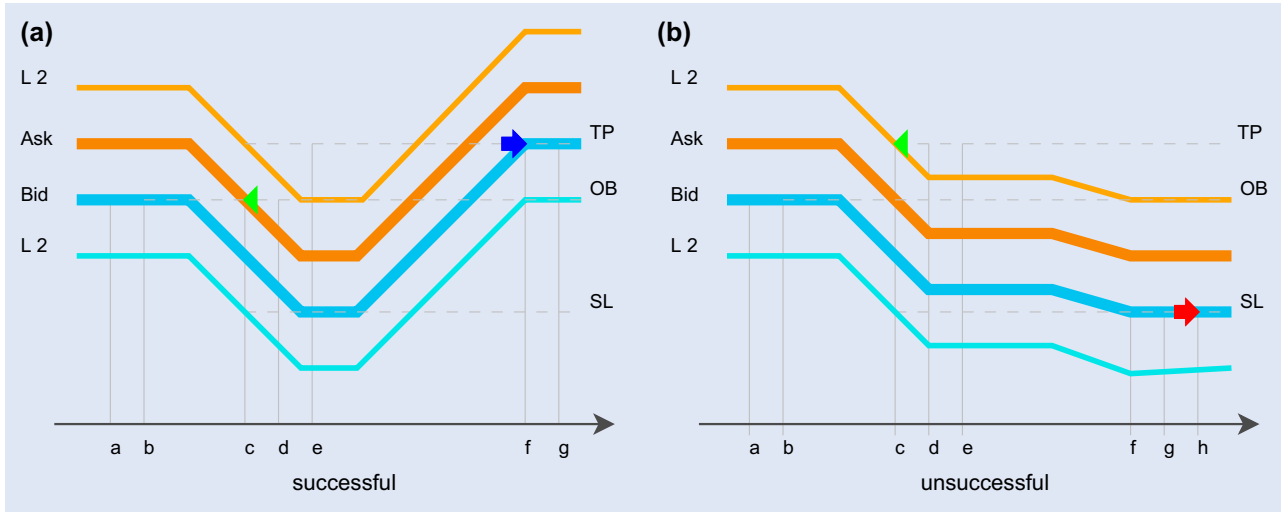 (a)
L 2
Ask
Bid
L 2
TP
OB
SL
a b c d e f g
successful
(b)
L 2
Ask
Bid
L 2
TP
OB
SL
a b c d e f g h
unsuccessful